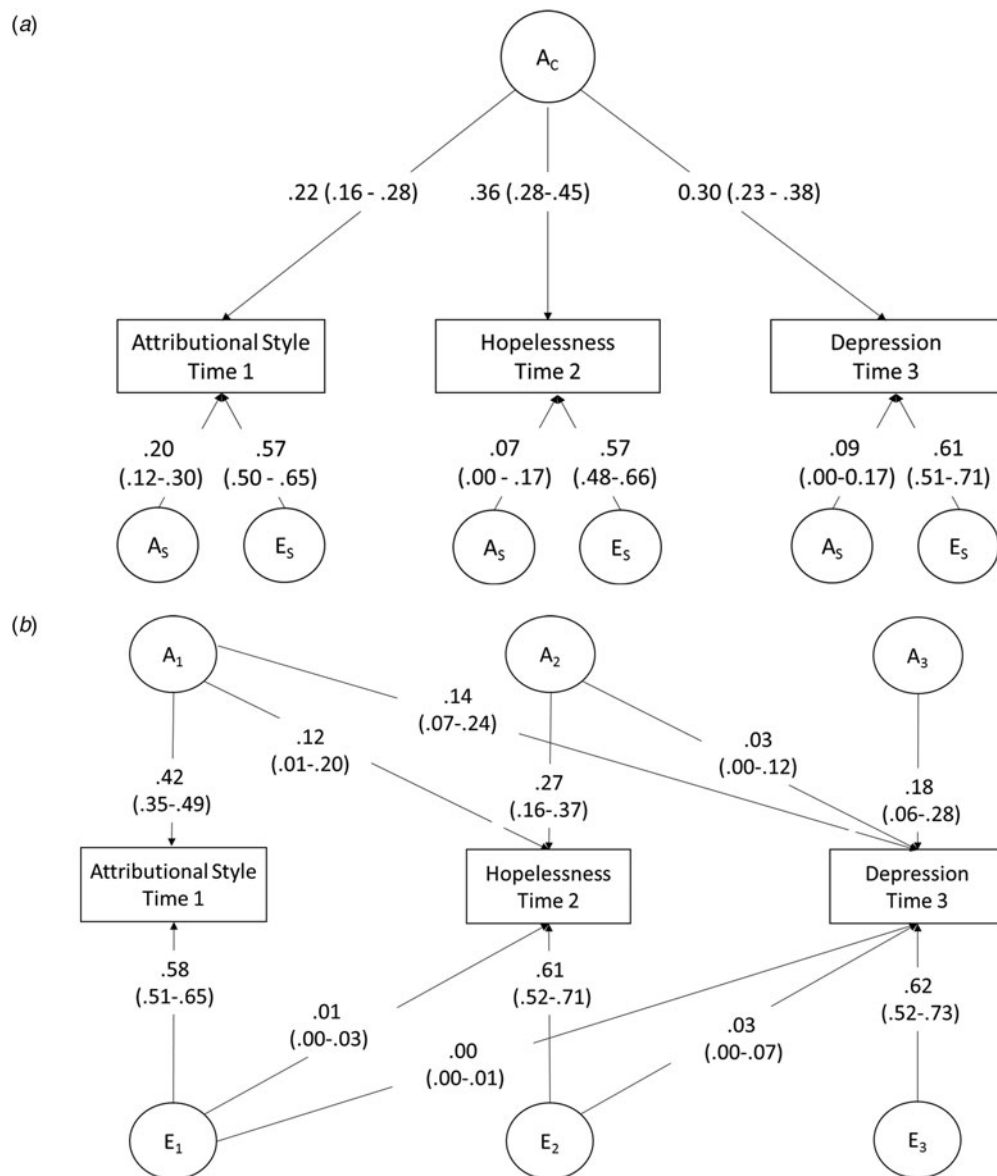 (a)
A_C
.22 (.16 - .28)
.36 (.28-.45)
0.30 (.23 - .38)
Attributional Style
Time 1
Hopelessness
Time 2
Depression
Time 3
.20
(.12-.30)
.57
(.50 - .65)
.07
(.00 - .17)
.57
(.48-.66)
.09
(.00-0.17)
.61
(.51-.71)
A_S
E_S
A_S
E_S
A_S
E_S
(b)
A_1
A_2
A_3
.42
(.35-.49)
.12
(.01-.20)
.14
(.07-.24)
.27
(.16-.37)
.03
(.00-.12)
.18
(.06-.28)
Attributional Style
Time 1
Hopelessness
Time 2
Depression
Time 3
.58
(.51-.65)
.01
(.00-.03)
.00
(.00-.01)
.61
(.52-.71)
.03
(.00-.07)
.62
(.52-.73)
E_1
E_2
E_3